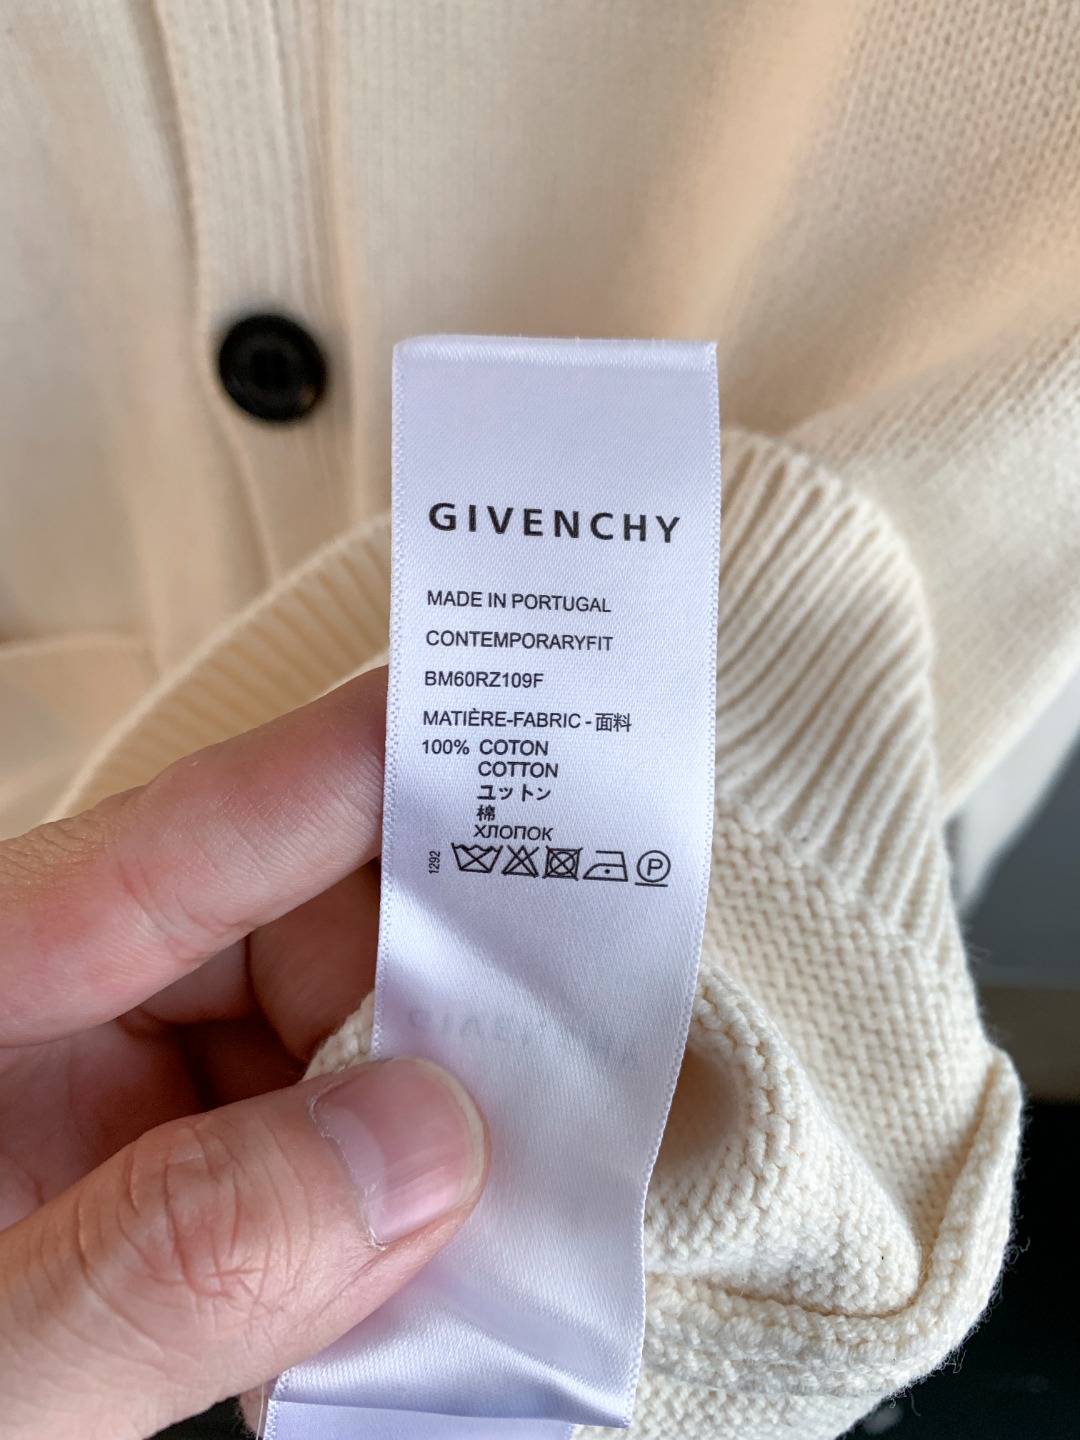 GIVENCHY
MADE IN PORTUGAL
CONTEMPORARYFIT
BM60RZ109F
MATIÈRE-FABRIC - 面料
100% COTON
COTTON
ユットン
棉
ХЛОПОК
1292
P